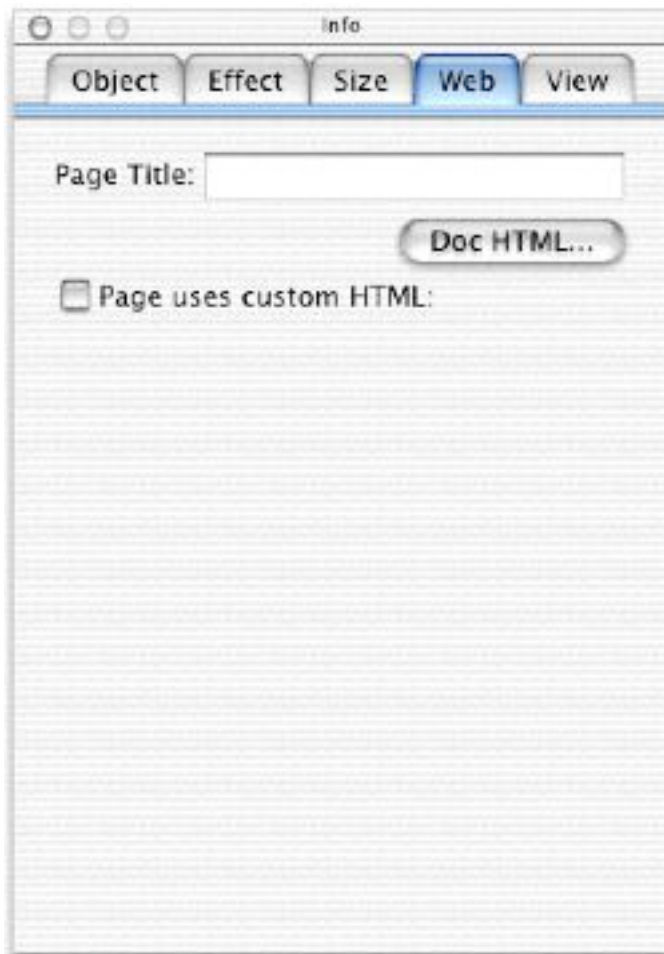 Info
Object Effect Size Web View
Page Title:
Doc HTML...
Page uses custom HTML: